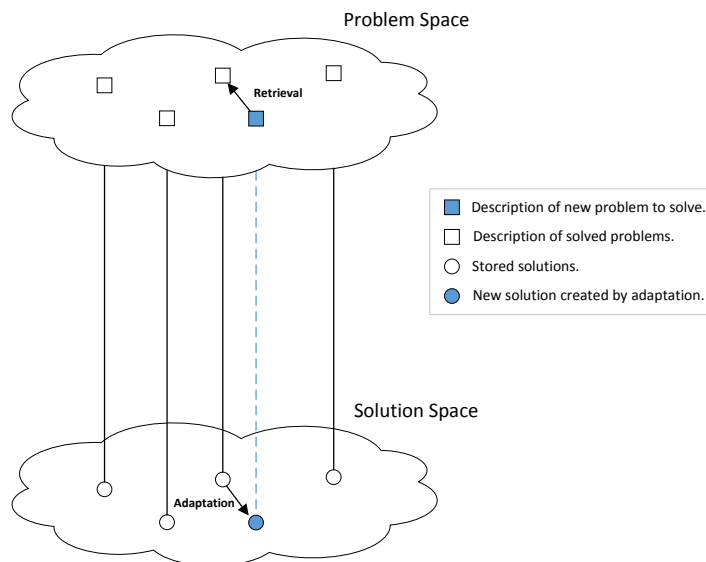 Problem Space
Retrieval
Description of new problem to solve.
Description of solved problems.
Stored solutions.
New solution created by adaptation.
Solution Space
Adaptation